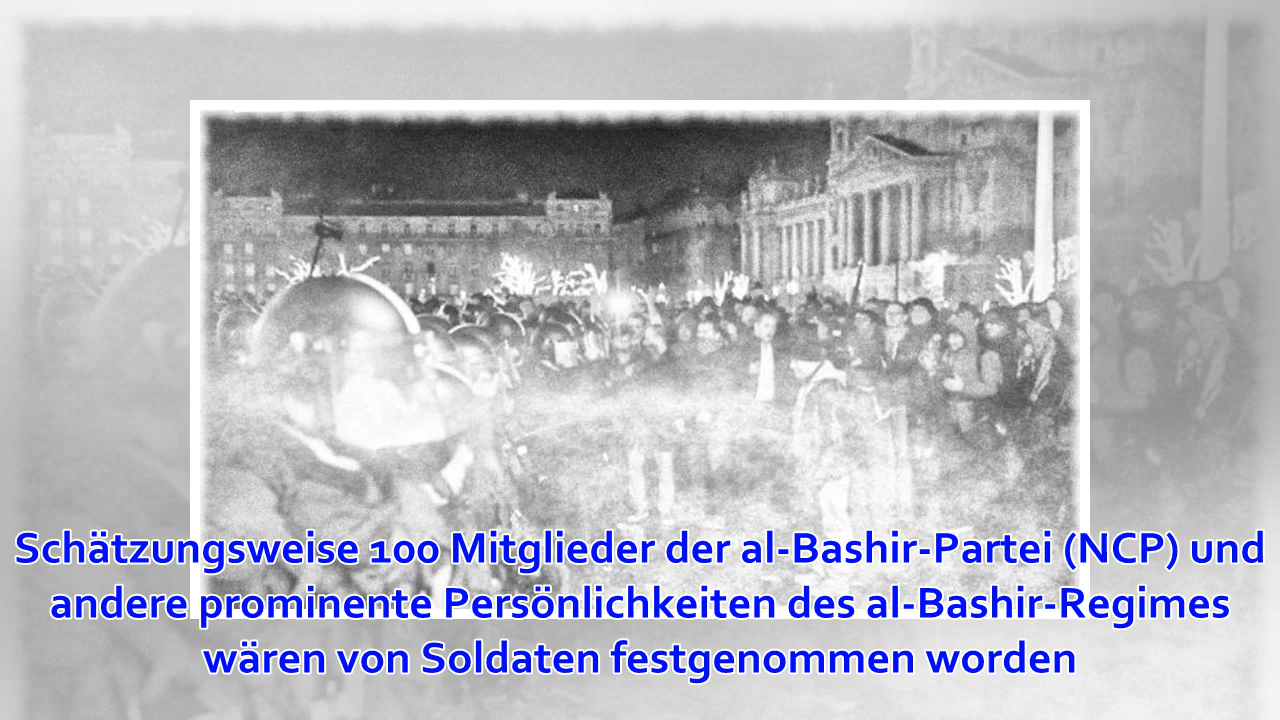 Schätzungsweise 100 Mitglieder der al-Bashir-Partei (NCP) und
andere prominente Persönlichkeiten des al-Bashir-Regimes
wären von Soldaten festgenommen worden